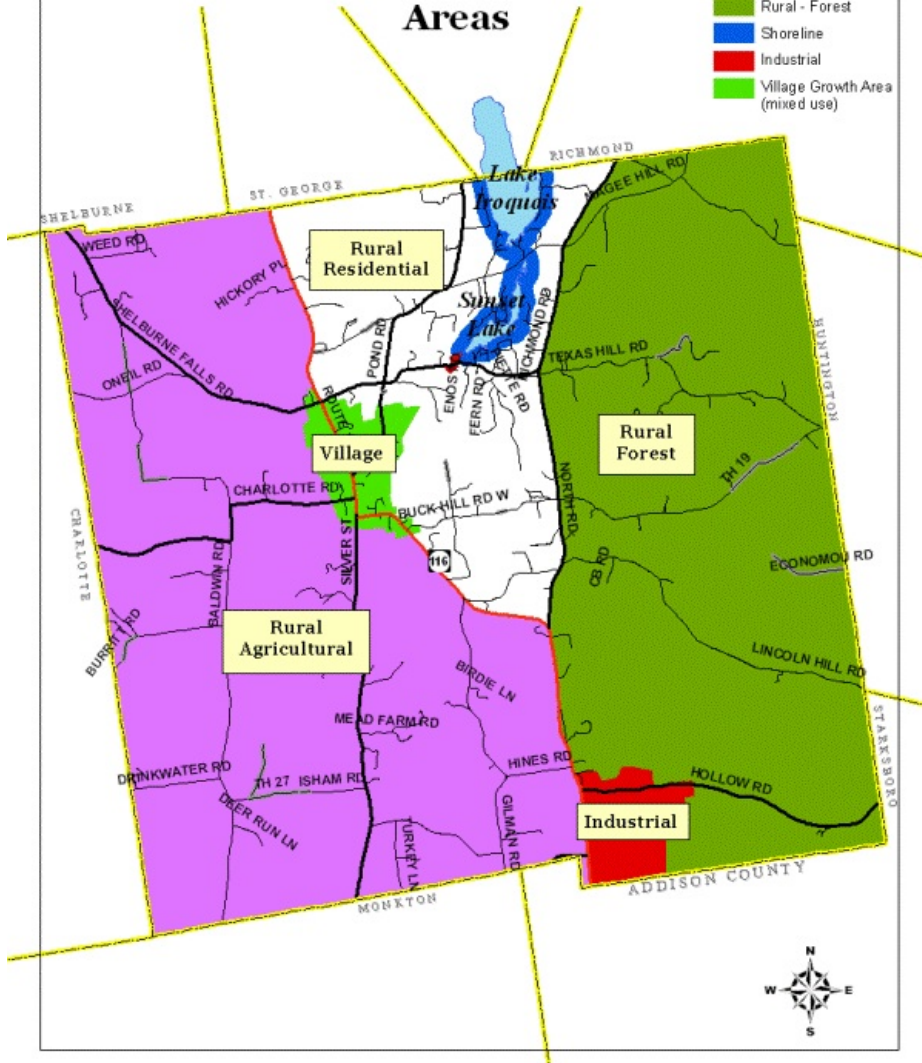 Areas
Rural - Forest
Shoreline
Industrial
Village Growth Area
(mixed use)
RICHMOND
ST. GEORGE
SHELBURNE
Lake
Iroquois
MAGEE HILL RD
WEED RD
Rural
Residential
HICKORY PL
Sunset
Lake
SHELBURNE FALLS RD
POND RD
RICHMOND RD
HUNTINGTON
TEXAS HILL RD
ONEIL RD
ROUTE
ENOS
FERN RD
PIETTE RD
Village
Rural
Forest
TH 19
CHARLOTTE RD
BUCK HILL RD W
NORTH RD
CHARLOTTE
SILVER ST
116
BALDWIN RD
CB RD
ECONOMOU RD
BURRITT RD
Rural
Agricultural
BIRDIE LN
LINCOLN HILL RD
MEAD FARM RD
STARKSBORO
DRINKWATER RD
TH 27
ISHAM RD
HINES RD
HOLLOW RD
DEER RUN LN
TURKEY LN
GILMAN RD
Industrial
ADDISON COUNTY
MONKTON
N
W
E
S